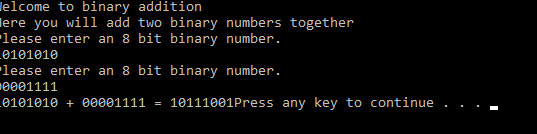 Welcome to binary addition
Here you will add two binary numbers together
Please enter an 8 bit binary number.
10101010
Please enter an 8 bit binary number.
00001111
10101010 + 00001111 = 10111001Press any key to continue . . .